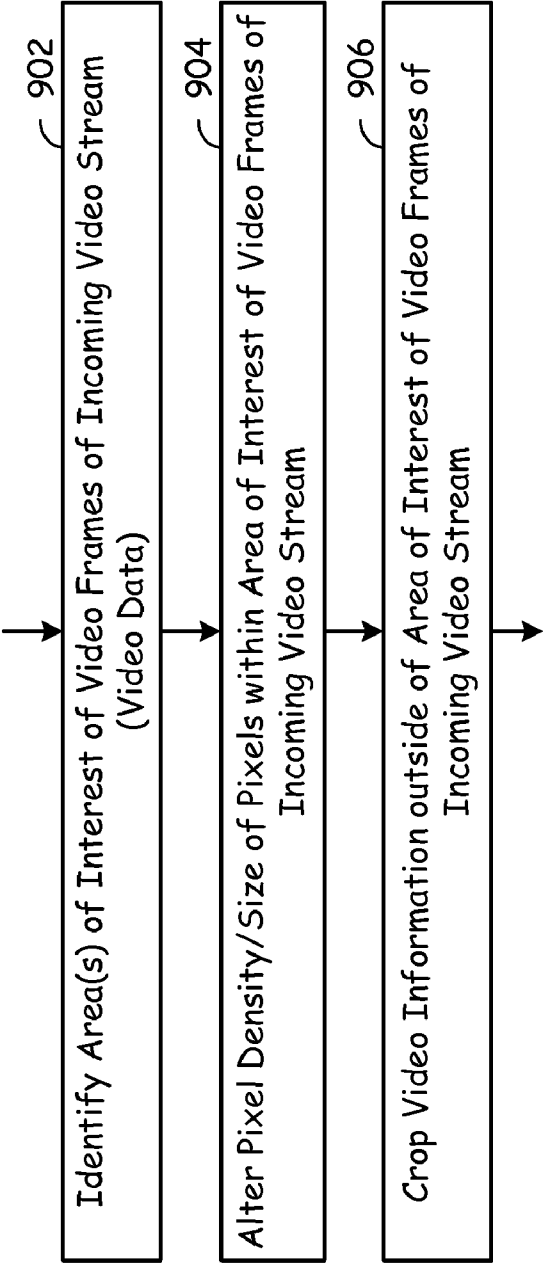 902
Identify Area(s) of Interest of Video Frames of Incoming Video Stream
(Video Data)
904
Alter Pixel Density/Size of Pixels within Area of Interest of Video Frames of
Incoming Video Stream
906
Crop Video Information outside of Area of Interest of Video Frames of
Incoming Video Stream